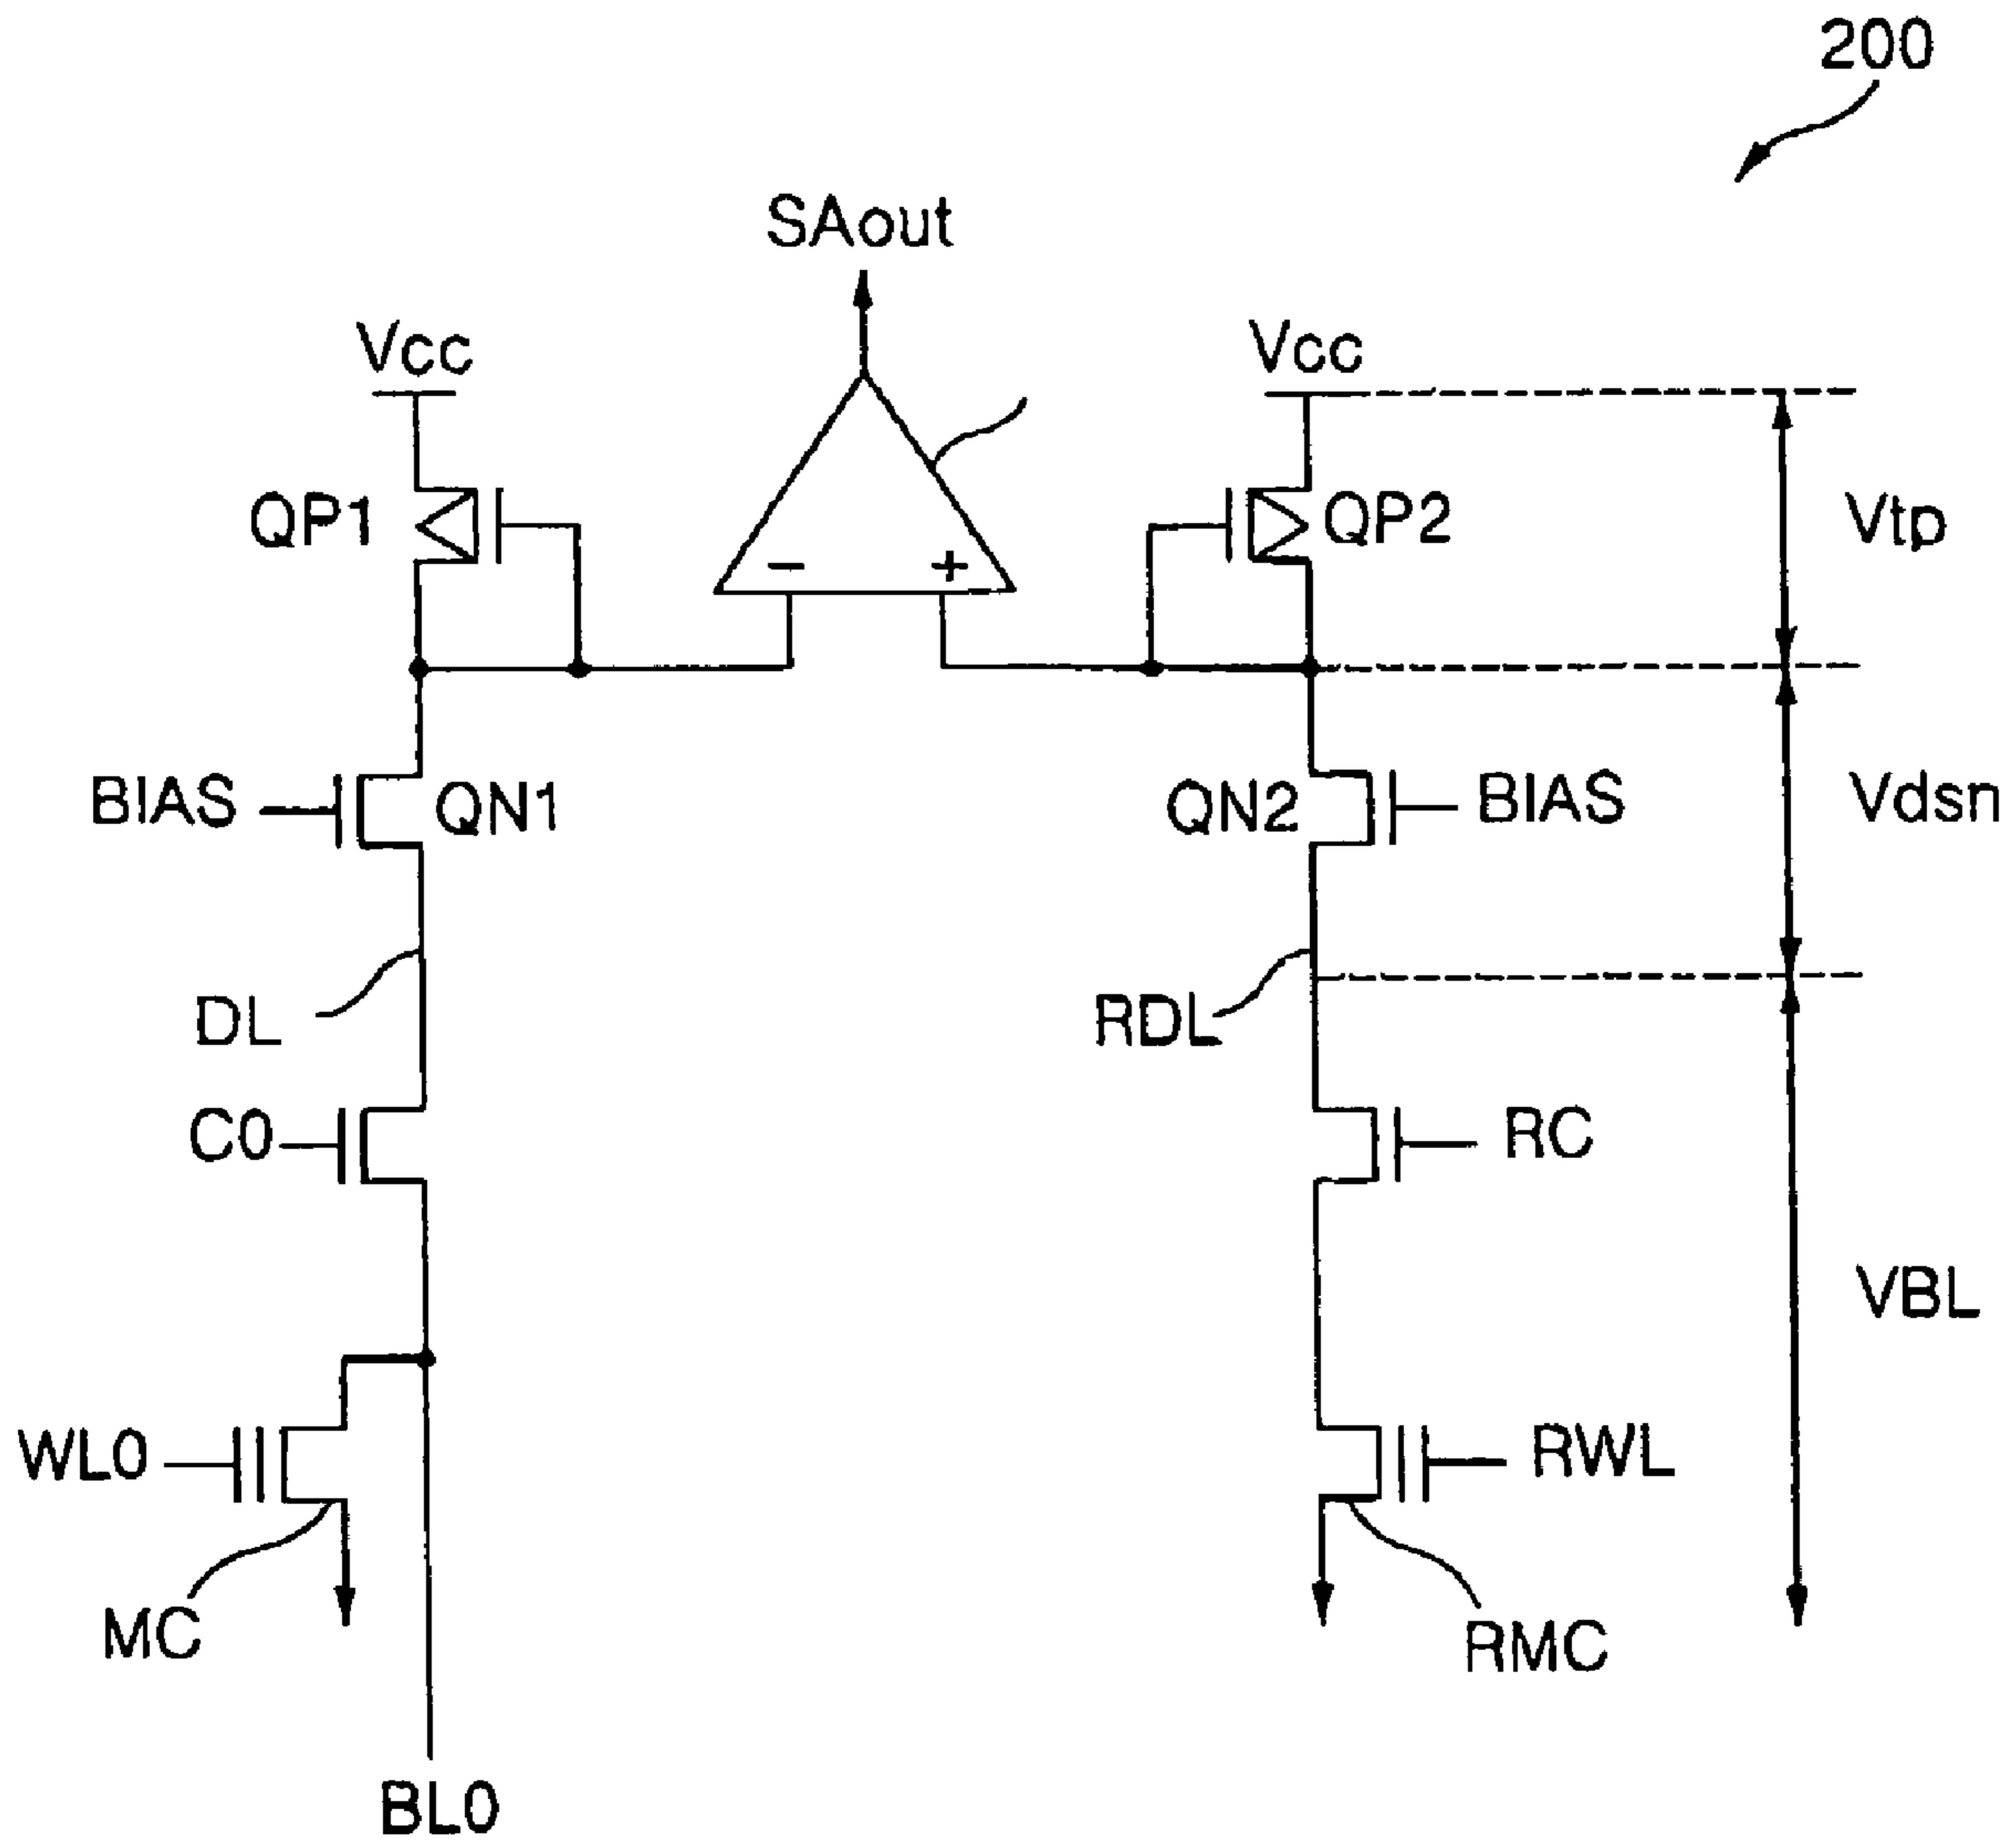 200
SAout
Vcc
Vcc
QP1
−
+
QP2
Vtp
BIAS
QN1
QN2
BIAS
Vdsn
DL
RDL
C0
RC
VBL
WL0
RWL
MC
RMC
BL0